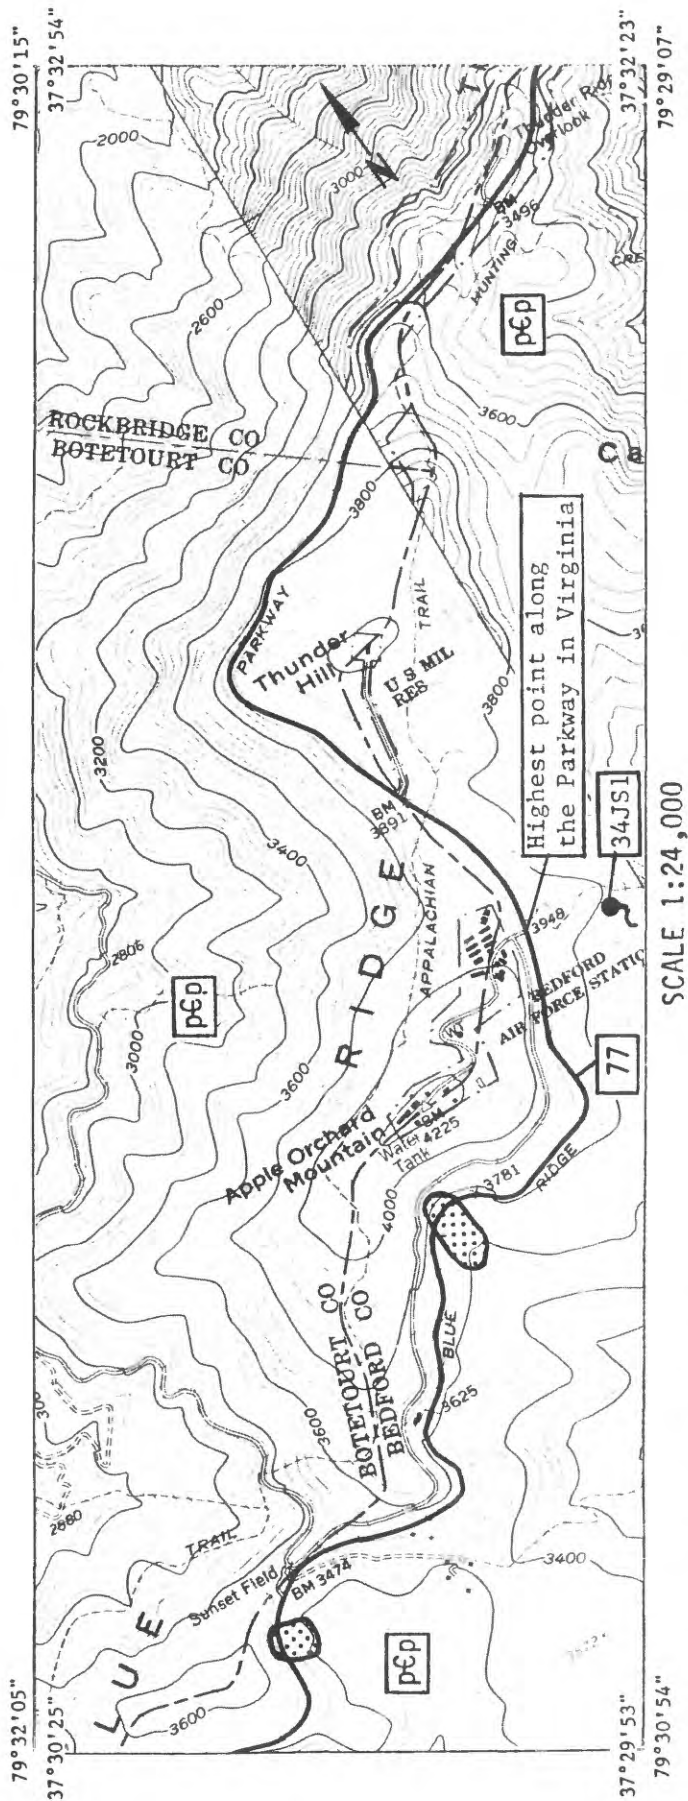 79°30'15"
37°32'54"
37°32'23"
79°29'07"
2000
3000
N
Thunder Ridge
Overlook
BM
3496
HUNTING
CRE
p€p
2600
3600
ROCKBRIDGE CO
BOTETOURT CO
Ca
3800
PARKWAY
Thunder
Hill
U S MIL
RES
TRAIL
3800
Highest point along
the Parkway in Virginia
3200
3400
BM
3891
34JS1
SCALE 1:24,000
RIDGE
APPALACHIAN
3948
BEDFORD
AIR FORCE STATIO
2806
p€p
3000
3600
77
Apple Orchard
Mountain
Water
Tank
BM
4225
4000
3781
RIDGE
BLUE
BOTETOURT CO
BEDFORD CO
3600
3625
300
2880
TRAIL
Sunset Field
BM 3474
3400
LUE
3600
p€p
79°32'05"
37°30'25"
37°29'53"
79°30'54"